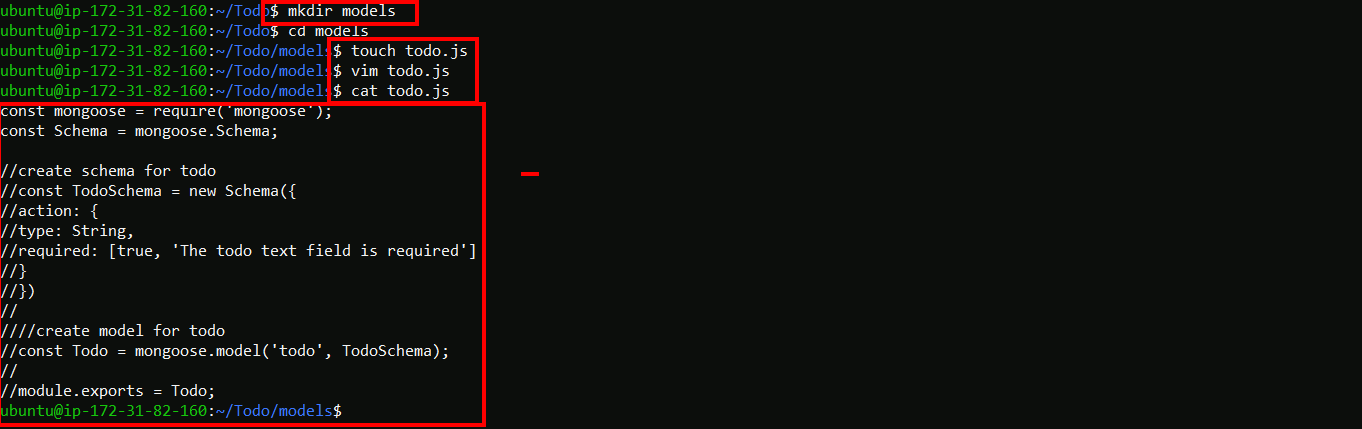 ubuntu@ip-172-31-82-160:~/Todo$ mkdir models
ubuntu@ip-172-31-82-160:~/Todo$ cd models
ubuntu@ip-172-31-82-160:~/Todo/models$ touch todo.js
ubuntu@ip-172-31-82-160:~/Todo/models$ vim todo.js
ubuntu@ip-172-31-82-160:~/Todo/models$ cat todo.js
const mongoose = require('mongoose');
const Schema = mongoose.Schema;

//create schema for todo
//const TodoSchema = new Schema({
//action: {
//type: String,
//required: [true, 'The todo text field is required']
//}
//})
//
////create model for todo
//const Todo = mongoose.model('todo', TodoSchema);
//
//module.exports = Todo;
ubuntu@ip-172-31-82-160:~/Todo/models$